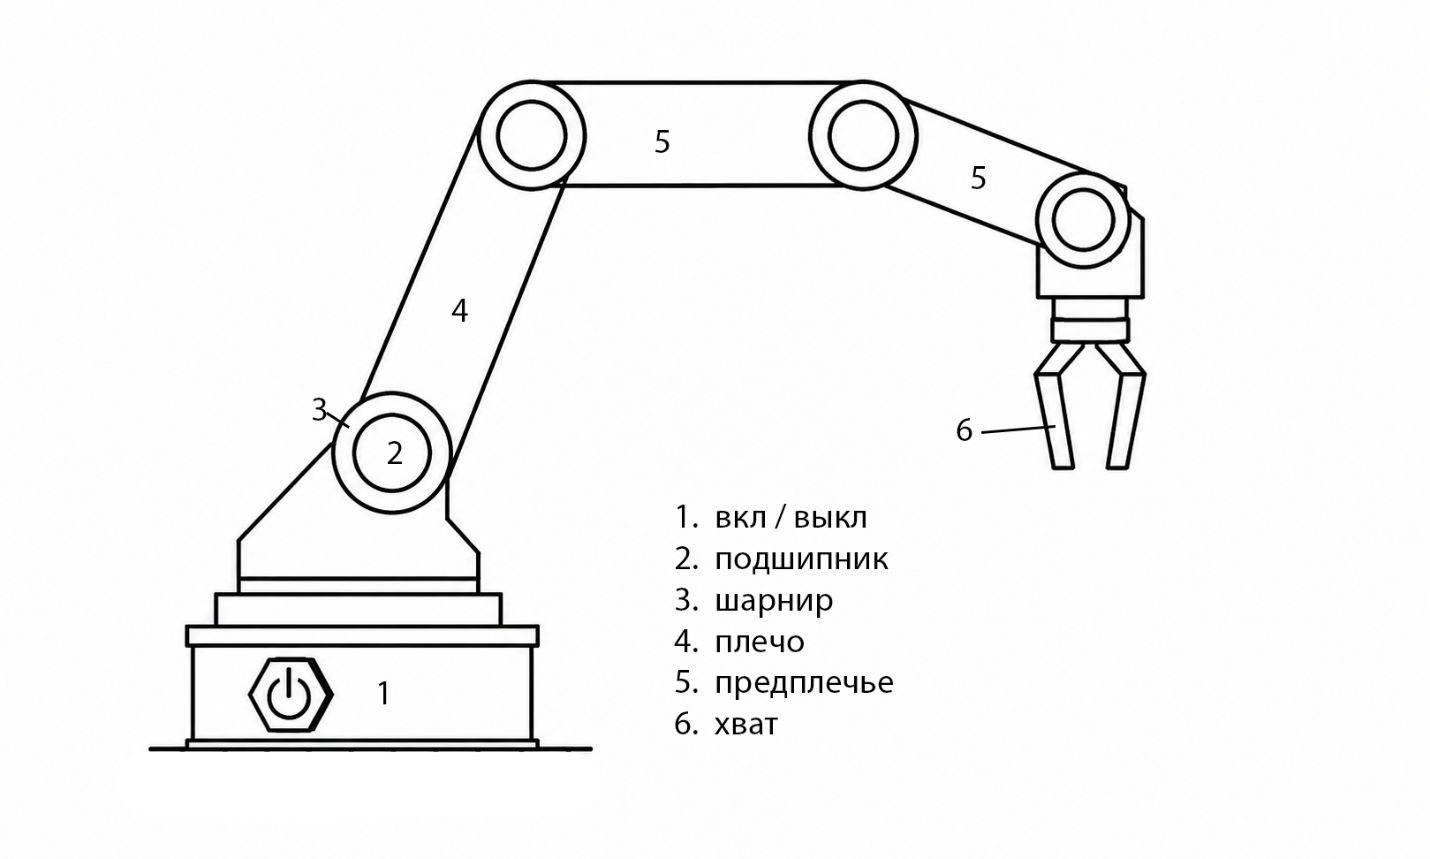 5
5
4
3
2
6
1. вкл / выкл
2. подшипник
3. шарнир
4. плечо
5. предплечье
6. хват
1